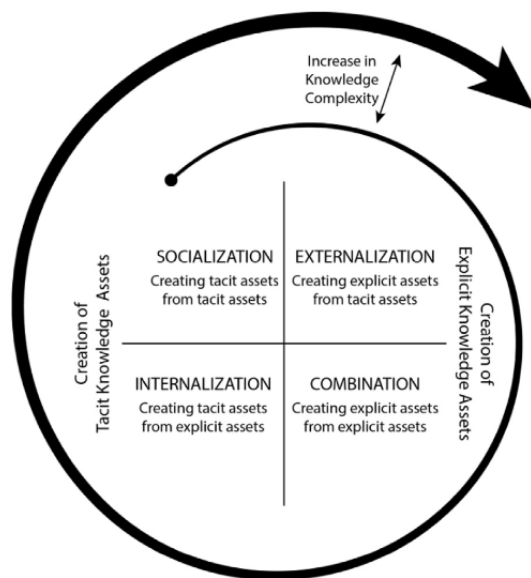 Increase in
Knowledge
Complexity
SOCIALIZATION
Creating tacit assets
from tacit assets
EXTERNALIZATION
Creating explicit assets
from tacit assets
Creation of
Tacit Knowledge Assets
Creation of
Explicit Knowledge Assets
INTERNALIZATION
Creating tacit assets
from explicit assets
COMBINATION
Creating explicit assets
from explicit assets